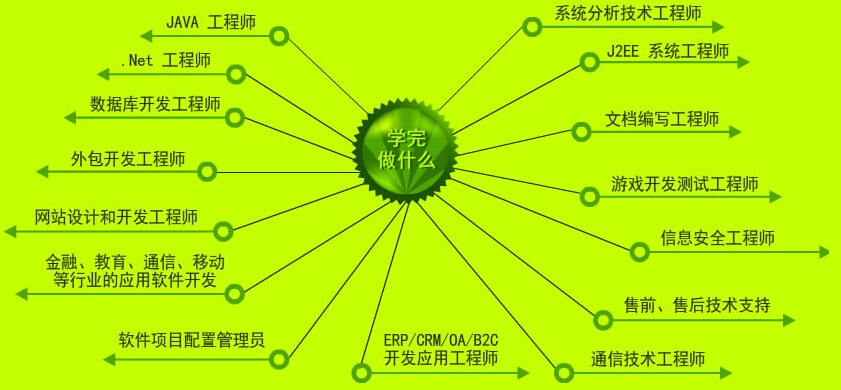 JAVA 工程师
.Net 工程师
数据库开发工程师
外包开发工程师
网站设计和开发工程师
金融、教育、通信、移动
等行业的应用软件开发
软件项目配置管理员
学完
做什么
ERP/CRM/OA/B2C
开发应用工程师
系统分析技术工程师
J2EE 系统工程师
文档编写工程师
游戏开发测试工程师
信息安全工程师
售前、售后技术支持
通信技术工程师